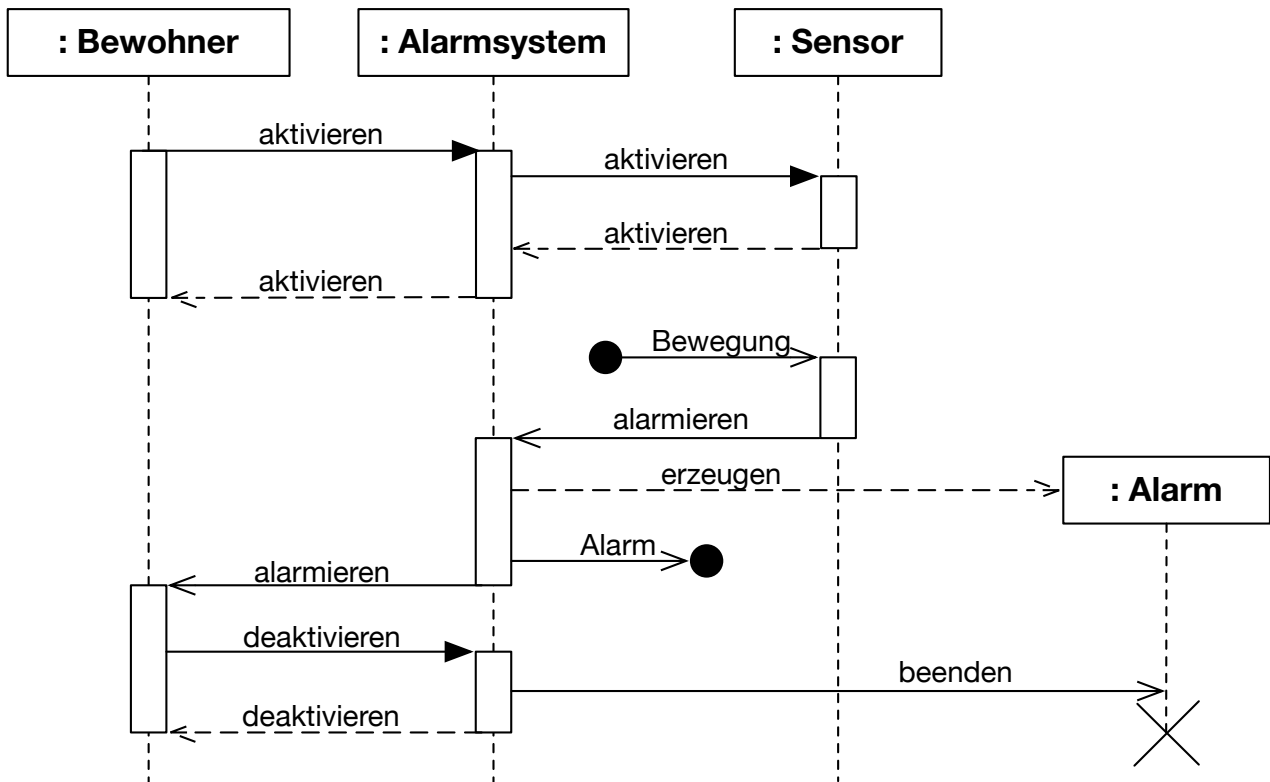 : Bewohner
: Alarmsystem
: Sensor
aktivieren
aktivieren
aktivieren
aktivieren
Bewegung
alarmieren
erzeugen
: Alarm
Alarm
alarmieren
deaktivieren
beenden
deaktivieren